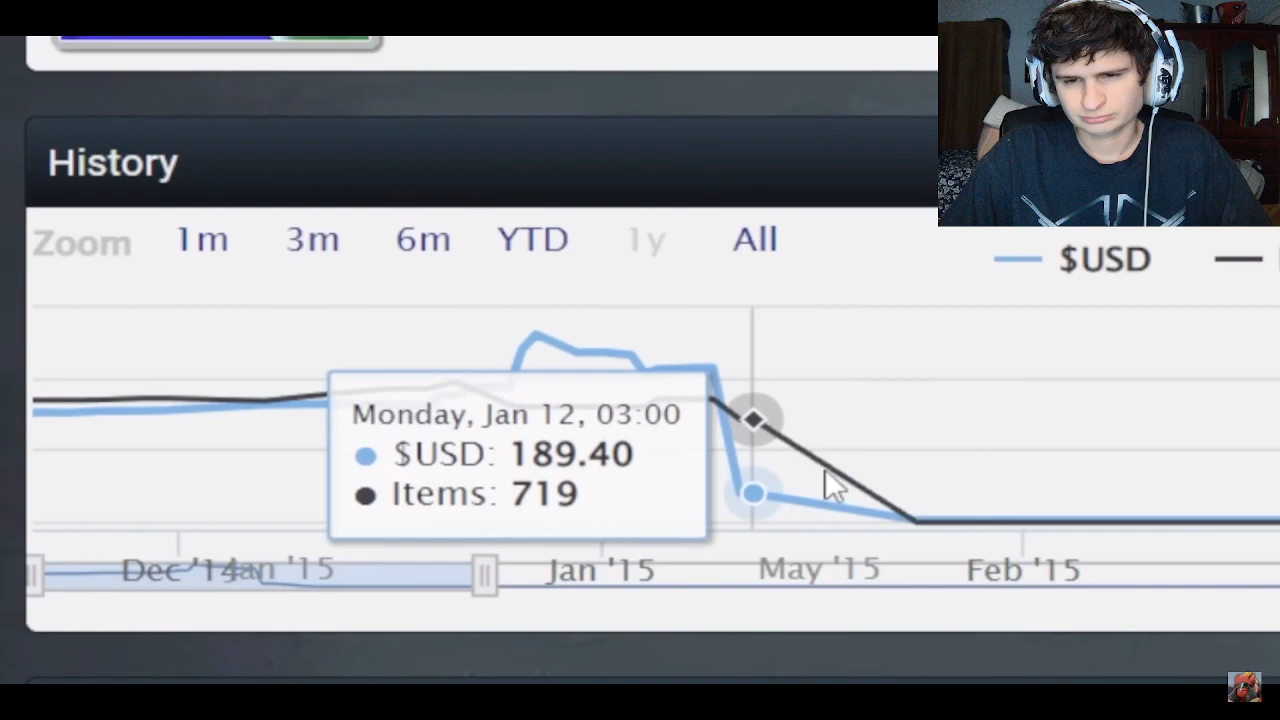 History
Zoom 1m 3m 6m YTD 1y All
$USD
Monday, Jan 12, 03:00
$USD: 189.40
Items: 719
Dec '14 Jan '15 Jan '15 May '15 Feb '15